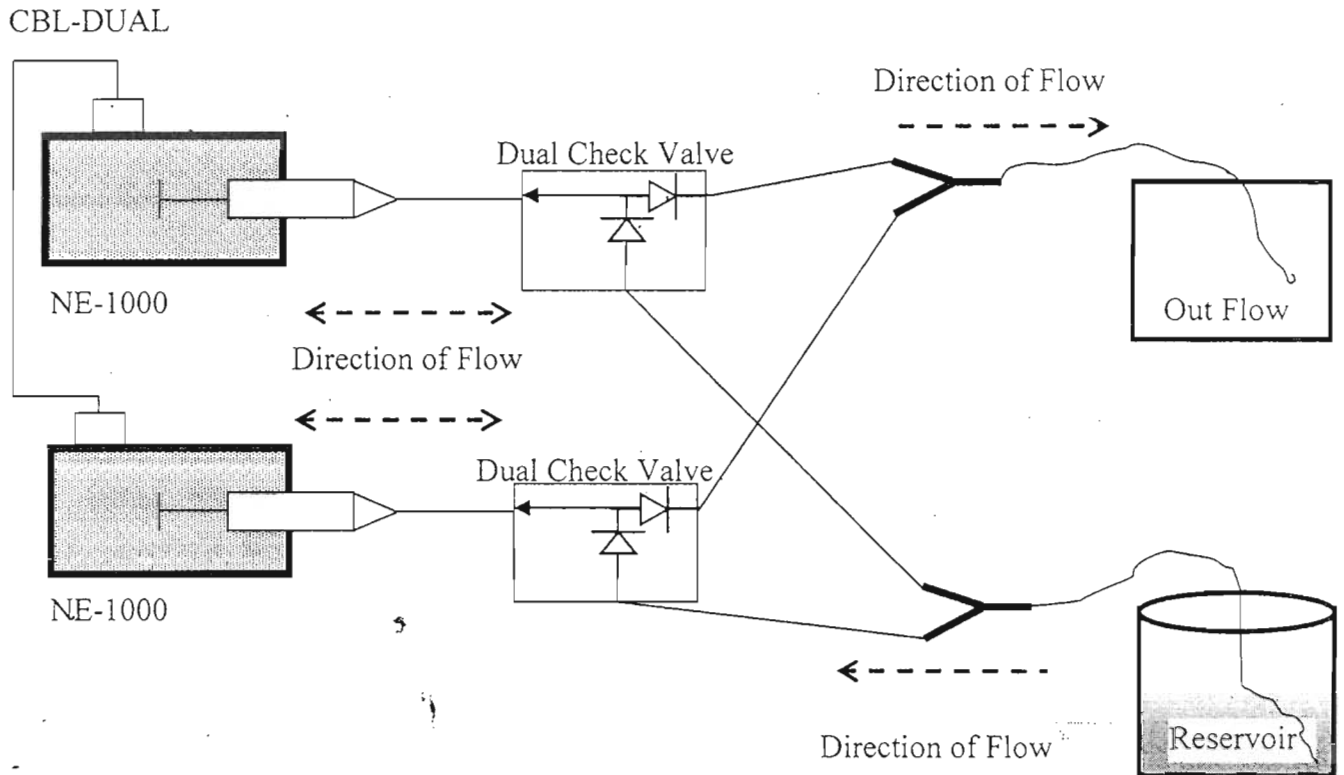 CBL-DUAL
Direction of Flow
Dual Check Valve
NE-1000
Out Flow
Direction of Flow
Dual Check Valve
NE-1000
Direction of Flow
Reservoir